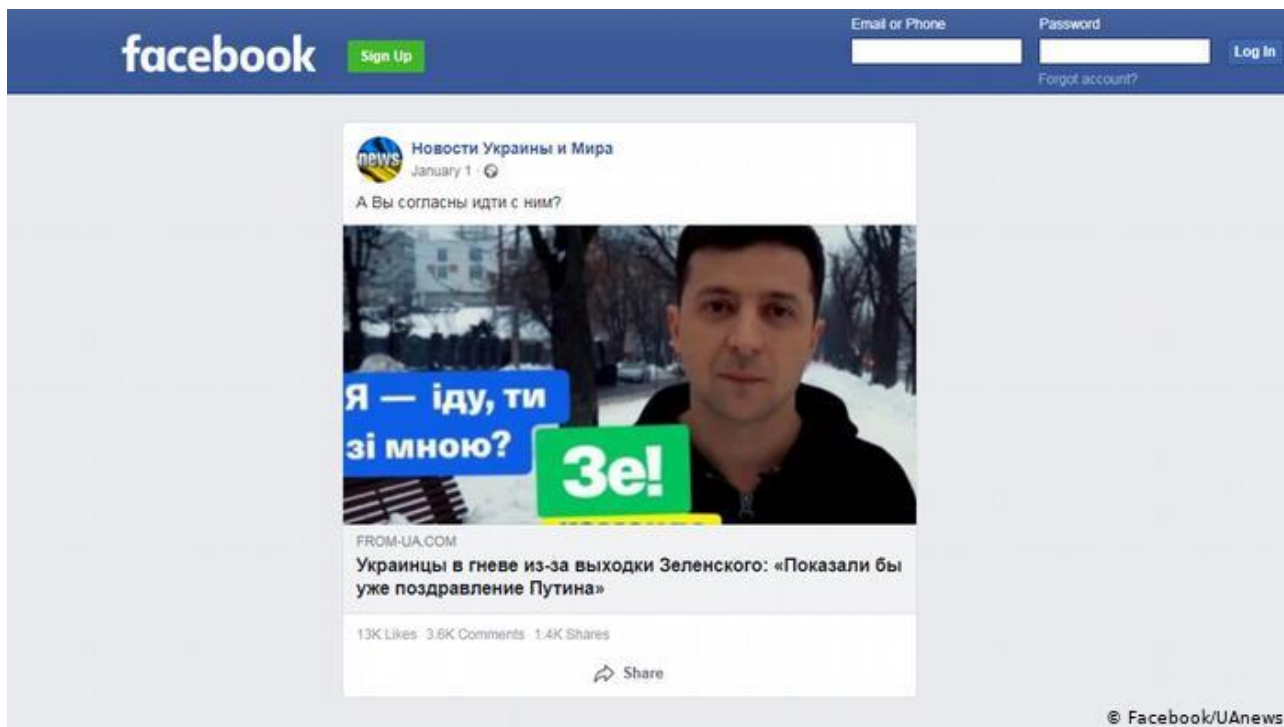 Email or Phone
Password
facebook
Sign Up
Log In
Forgot account?
news
Новости Украины и Мира
January 1 ·
А Вы согласны идти с ним?
Я — іду, ти
зі мною?
Зе!
FROM-UA.COM
Украинцы в гневе из-за выходки Зеленского: «Показали бы
уже поздравление Путина»
13K Likes 3.6K Comments 1.4K Shares
Share
© Facebook/UAnews